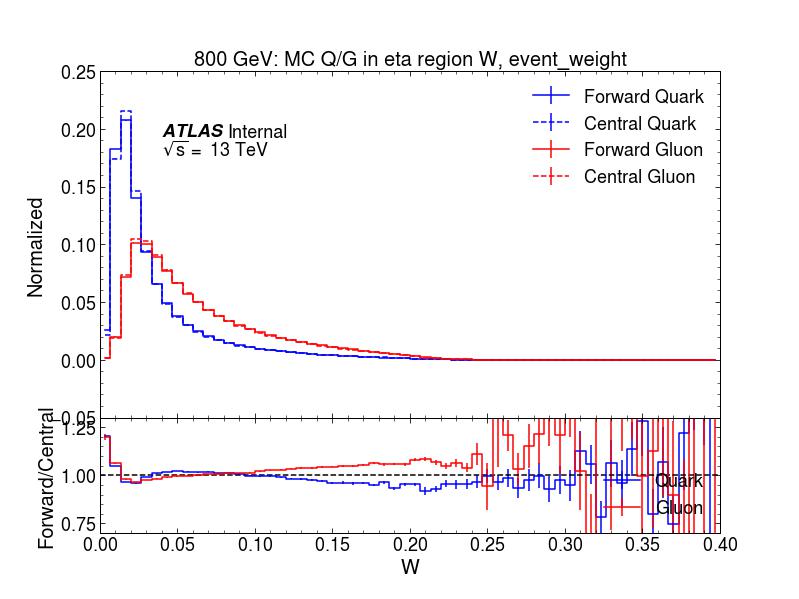 800 GeV: MC Q/G in eta region W, event_weight
0.25
0.20
0.15
0.10
0.05
0.00
0.05
Normalized
ATLAS Internal
√s = 13 TeV
Forward Quark
Central Quark
Forward Gluon
Central Gluon
1.25
1.00
0.75
Forward/Central
Quark
Gluon
0.00 0.05 0.10 0.15 0.20 0.25 0.30 0.35 0.40
W